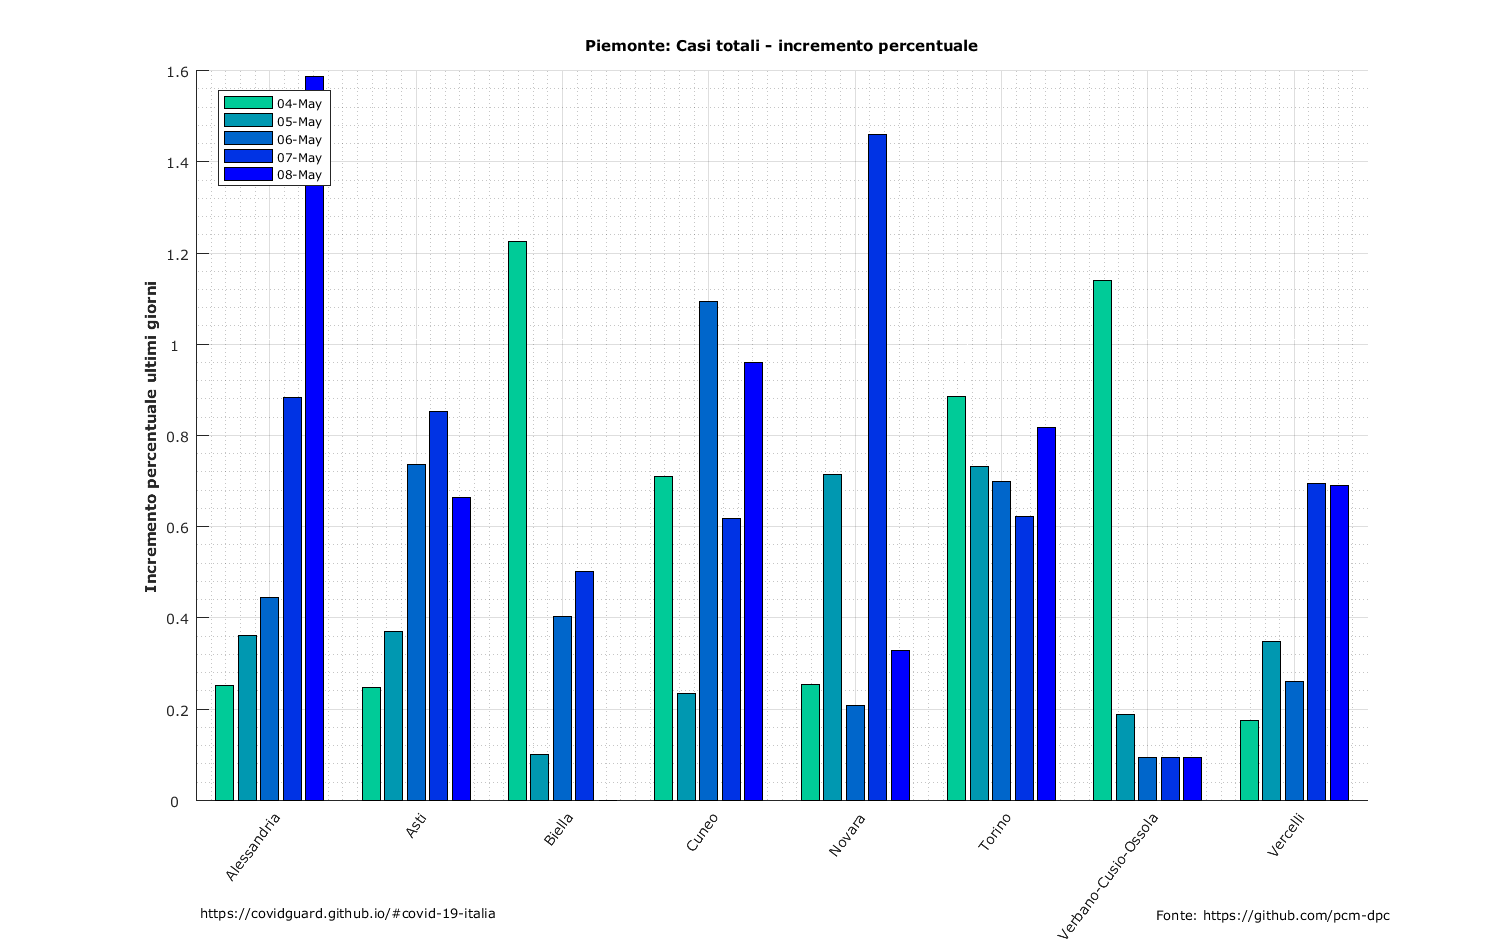 Piemonte: Casi totali - incremento percentuale
Incremento percentuale ultimi giorni
1.6
1.4
1.2
1
0.8
0.6
0.4
0.2
0
04-May
05-May
06-May
07-May
08-May
Alessandria
Asti
Biella
Cuneo
Novara
Torino
Verbano-Cusio-Ossola
Vercelli
https://covidguard.github.io/#covid-19-italia
Fonte: https://github.com/pcm-dpc